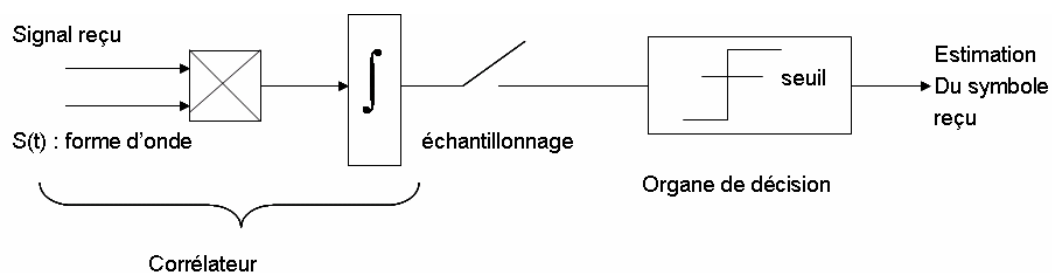 Signal reçu
S(t) : forme d'onde
∫
échantillonnage
seuil
Estimation
Du symbole
reçu
Organe de décision
Corrélateur